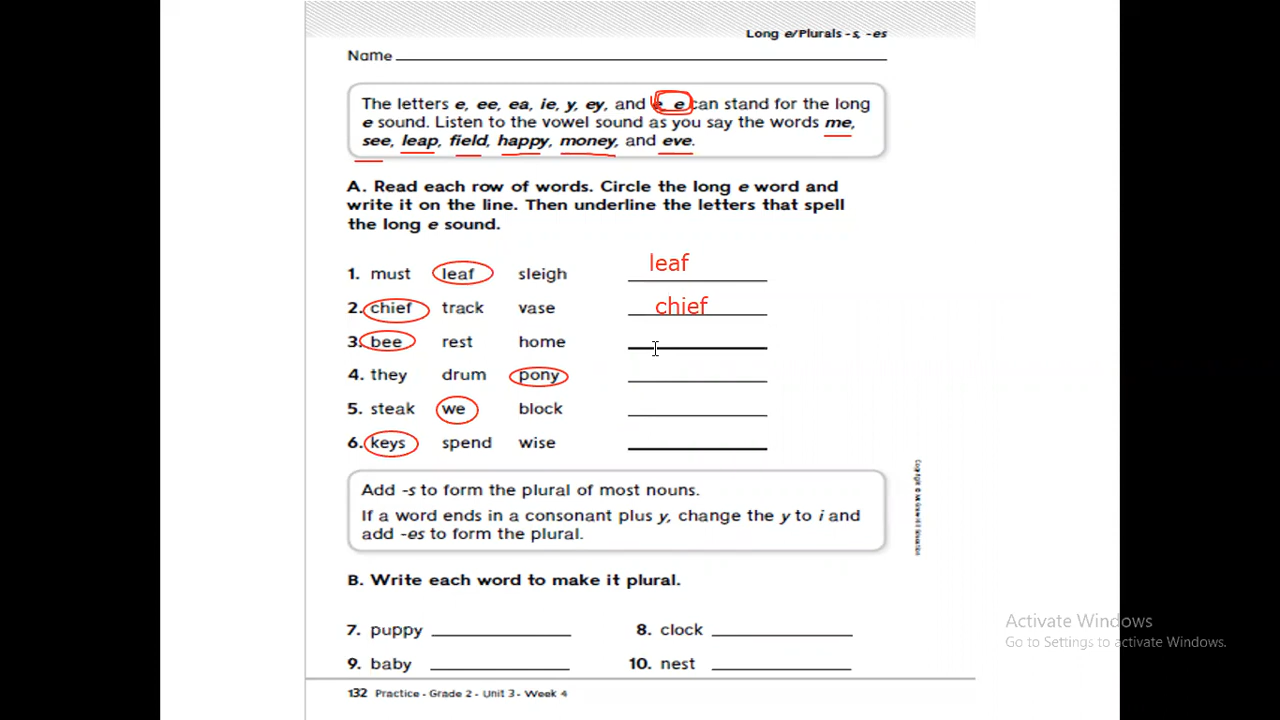 Long e/Plurals -s, -es
Name
The letters e, ee, ea, ie, y, ey, and e_e can stand for the long
e sound. Listen to the vowel sound as you say the words me,
see, leap, field, happy, money, and eve.
A. Read each row of words. Circle the long e word and
write it on the line. Then underline the letters that spell
the long e sound.
1. must leaf sleigh leaf
2. chief track vase chief
3. bee rest home
4. they drum pony
5. steak we block
6. keys spend wise
Add -s to form the plural of most nouns.
If a word ends in a consonant plus y, change the y to i and
add -es to form the plural.
B. Write each word to make it plural.
7. puppy 8. clock
9. baby 10. nest
132 Practice • Grade 2 • Unit 3 • Week 4
Activate Windows
Go to Settings to activate Windows.